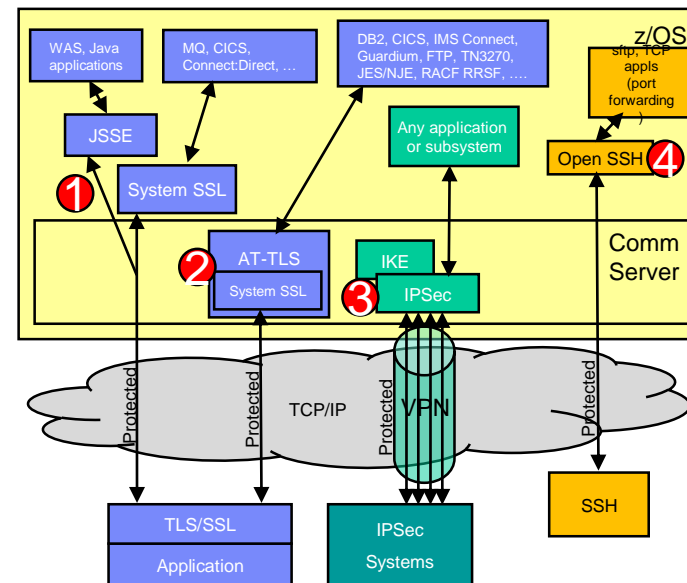 z/OS
WAS, Java
applications
MQ, CICS,
Connect:Direct, …
DB2, CICS, IMS Connect,
Guardium, FTP, TN3270,
JES/NJE, RACF RRSF, ….
sftp, TCP
appls
(port
forwarding
)
JSSE
Any application
or subsystem
Open SSH
4
1
System SSL
Comm
Server
AT-TLS
2
System SSL
IKE
3
IPSec
Protected
Protected
TCP/IP
Protected
VPN
Protected
TLS/SSL
Application
IPSec
Systems
SSH